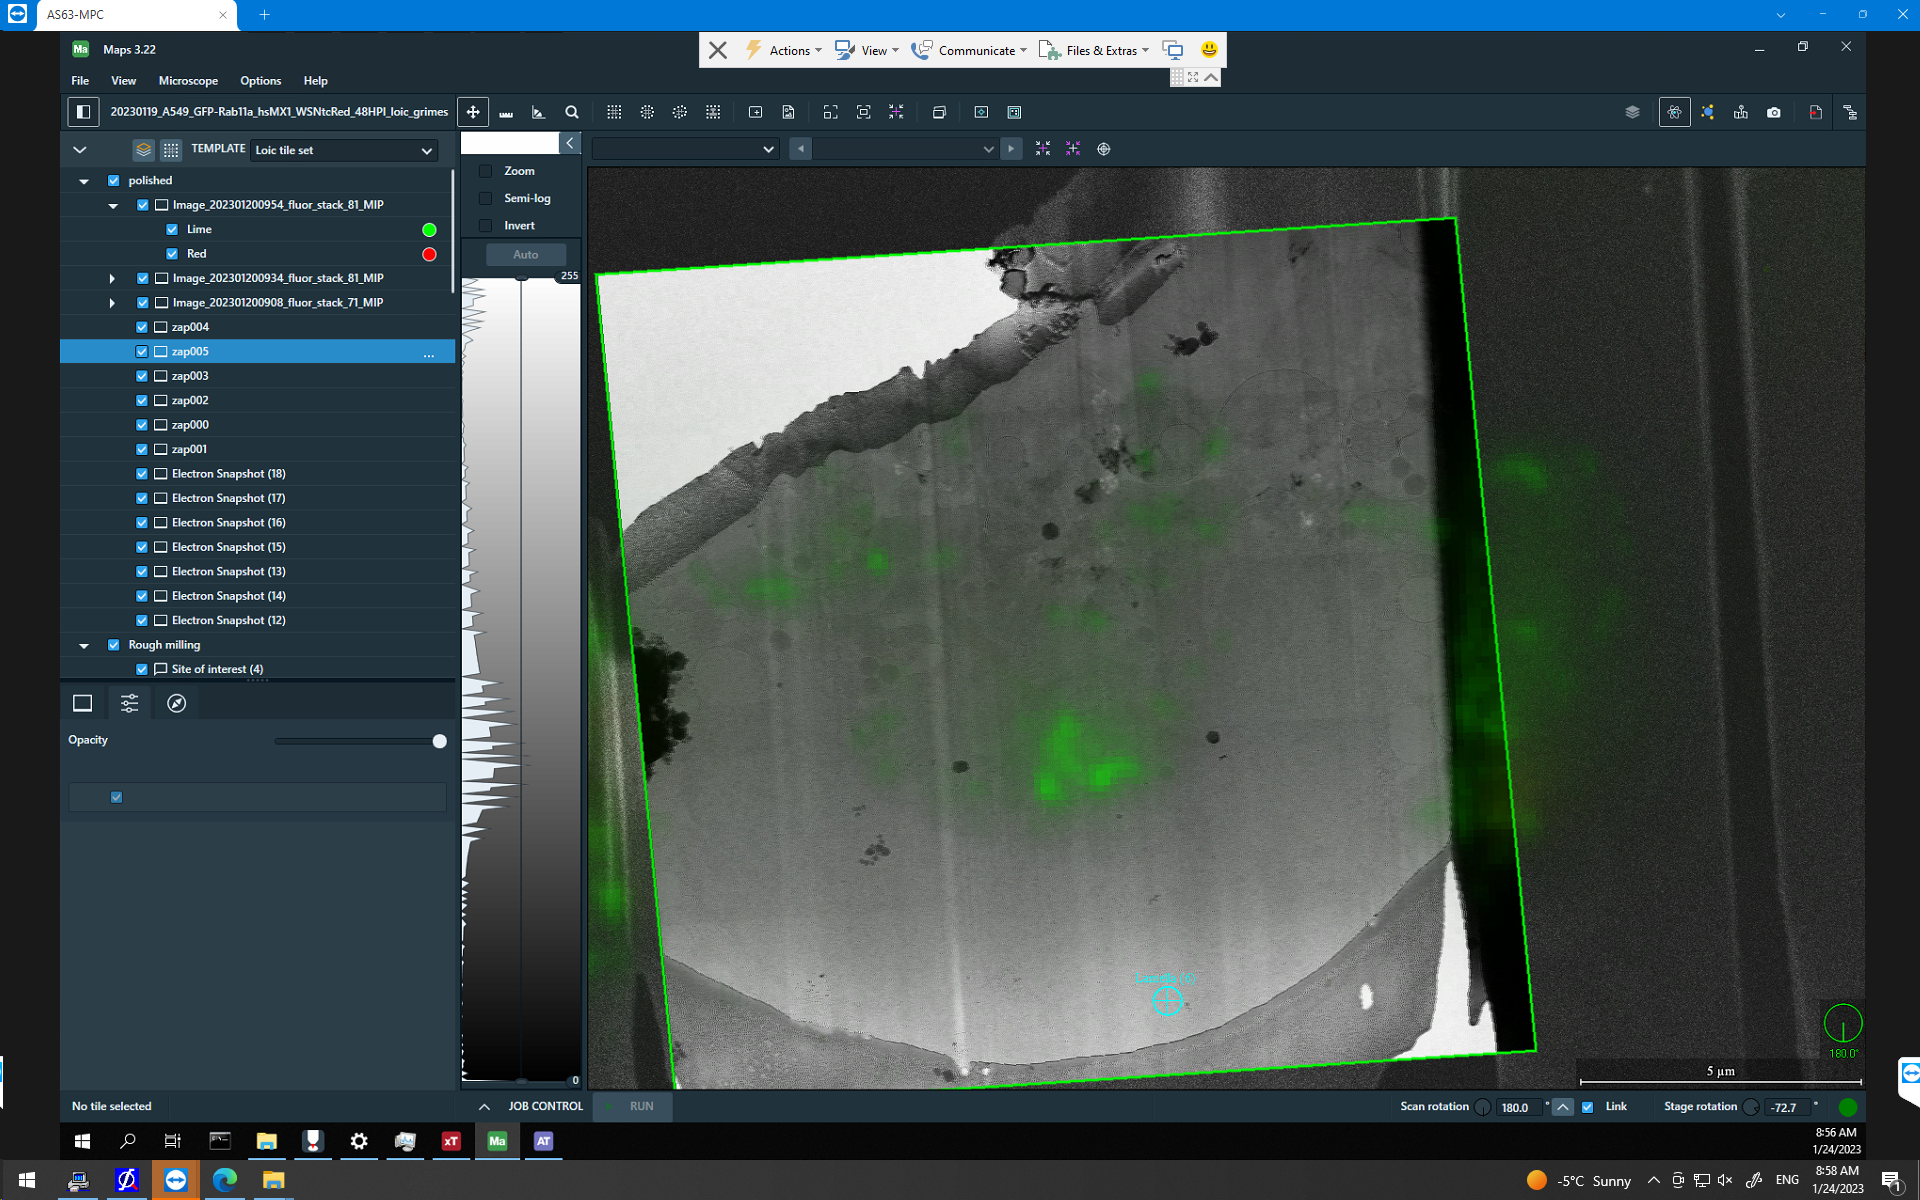 AS63-MPC
Maps 3.22
Actions
View
Communicate
Files & Extras
File
View
Microscope
Options
Help
20230119_A549_GFP-Rab11a_hsMX1_WSNtcRed_48HPI_loic_grimes
TEMPLATE
Loic tile set
polished
Image_202301200954_fluor_stack_81_MIP
Lime
Red
Image_202301200934_fluor_stack_81_MIP
Image_202301200908_fluor_stack_71_MIP
zap004
zap005
...
zap003
zap002
zap000
zap001
Electron Snapshot (18)
Electron Snapshot (17)
Electron Snapshot (16)
Electron Snapshot (15)
Electron Snapshot (13)
Electron Snapshot (14)
Electron Snapshot (12)
Rough milling
Site of interest (4)
Opacity
Zoom
Semi-log
Invert
Auto
255
0
180.0°
5 µm
No tile selected
JOB CONTROL
RUN
Scan rotation
180.0 °
Link
Stage rotation
-72.7 °
xT
Ma
AT
8:56 AM
1/24/2023
-5°C Sunny
ENG
8:58 AM
1/24/2023
1